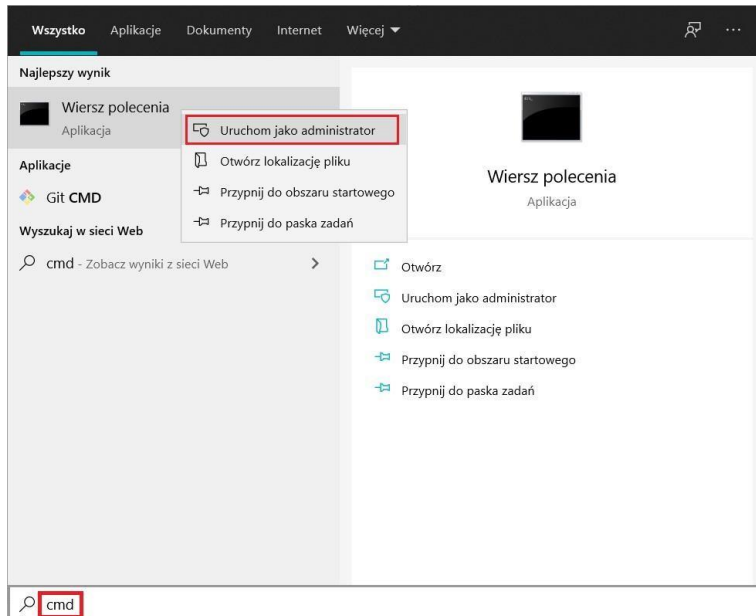 Wszystko Aplikacje Dokumenty Internet Więcej
Najlepszy wynik
Wiersz polecenia
Aplikacja
Uruchom jako administrator
Otwórz lokalizację pliku
Przypnij do obszaru startowego
Przypnij do paska zadań
Aplikacje
Git CMD
Wyszukaj w sieci Web
cmd - Zobacz wyniki z sieci Web
Wiersz polecenia
Aplikacja
Otwórz
Uruchom jako administrator
Otwórz lokalizację pliku
Przypnij do obszaru startowego
Przypnij do paska zadań
cmd